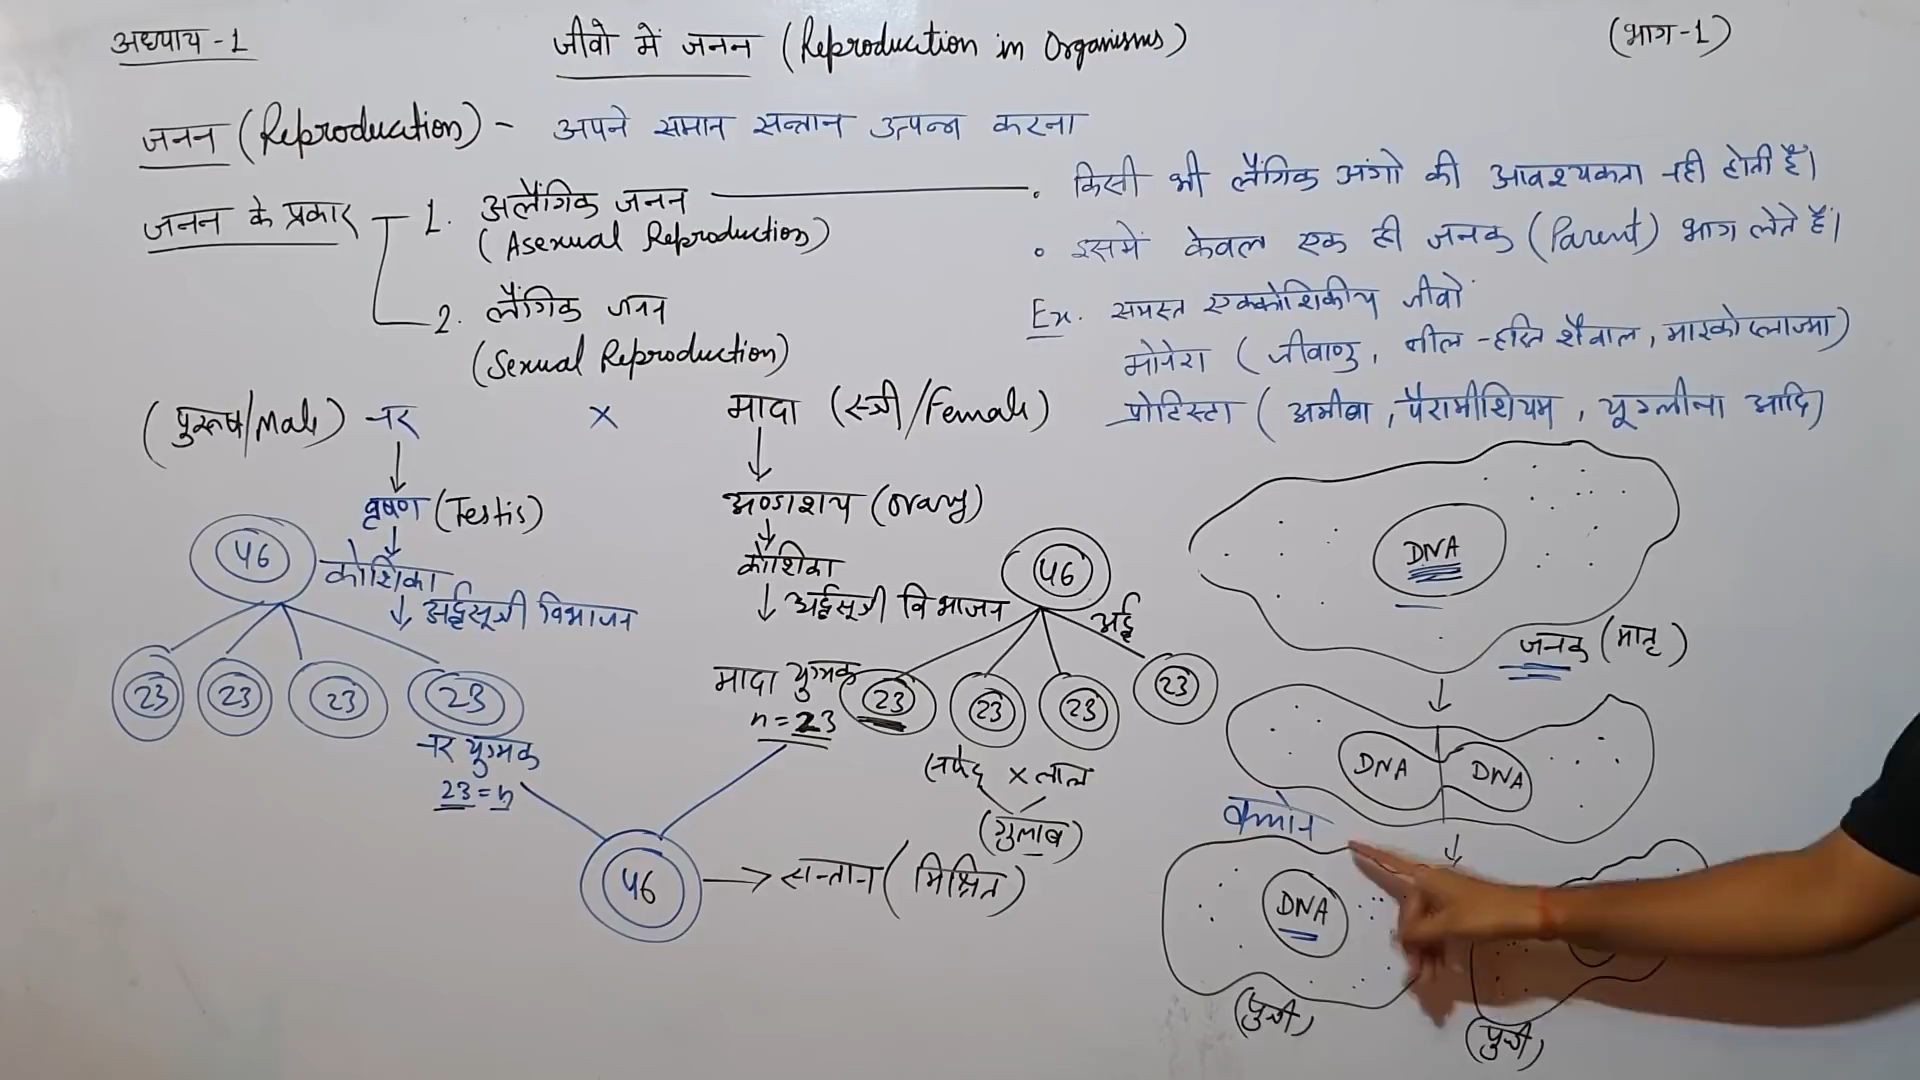 अध्याय -1
जीवो में जनन (Reproduction in Organisms)
(भाग-1)
जनन (Reproduction) - अपने समान सन्तान उत्पन्न करना
जनन के प्रकार
1. अलैंगिक जनन
(Asexual Reproduction)
2. लैंगिक जनन
(Sexual Reproduction)
• किसी भी लैंगिक अंगो की आवश्यकता नही होती है।
• इसमें केवल एक ही जनक (Parent) भाग लेते हैं।
Ex. समस्त एककोशिकीय जीवों
मोनेरा (जीवाणु, नील-हरित शैवाल, माइकोप्लाज्मा)
प्रोटिस्टा (अमीबा, पैरामीशियम, यूग्लीना आदि)
(पुरूष/Male) नर × मादा (स्त्री/Female)
वृषण (Testis)
46 कोशिका
अर्द्धसूत्री विभाजन
23 23 23 23
नर युग्मक
23 = n
अण्डाशय (Ovary)
कोशिका
46
अर्द्धसूत्री विभाजन
अर्द्ध
मादा युग्मक
n = 23
23 23 23 23
सफेद × लाल
(गुलाब)
46 → सन्तान (मिश्रित)
DNA
जनक (मातृ)
DNA DNA
क्लोन
DNA
(पुत्री)
(पुत्री)